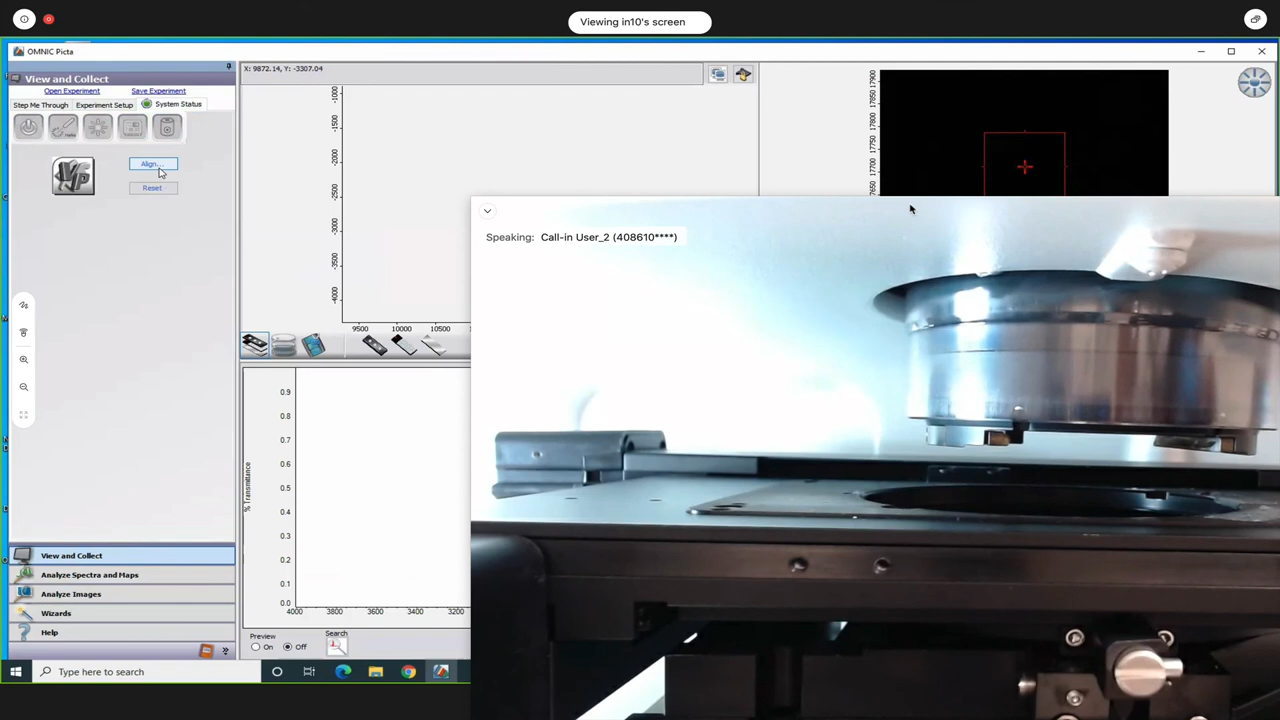 Viewing in10's screen
OMNIC Picta
View and Collect
Open Experiment Save Experiment
Step Me Through Experiment Setup System Status
Align...
Reset
X: 9872.14, Y: -3307.04
-1000
-1500
-2000
-2500
-3000
-3500
-4000
9500 10000 10500
17900
17850
17800
17750
17700
17650
Speaking: Call-in User_2 (408610****)
% Transmittance
0.9
0.8
0.7
0.6
0.5
0.4
0.3
0.2
0.1
0.0
4000 3800 3600 3400 3200
Preview
On Off
Search
View and Collect
Analyze Spectra and Maps
Analyze Images
Wizards
Help
Type here to search